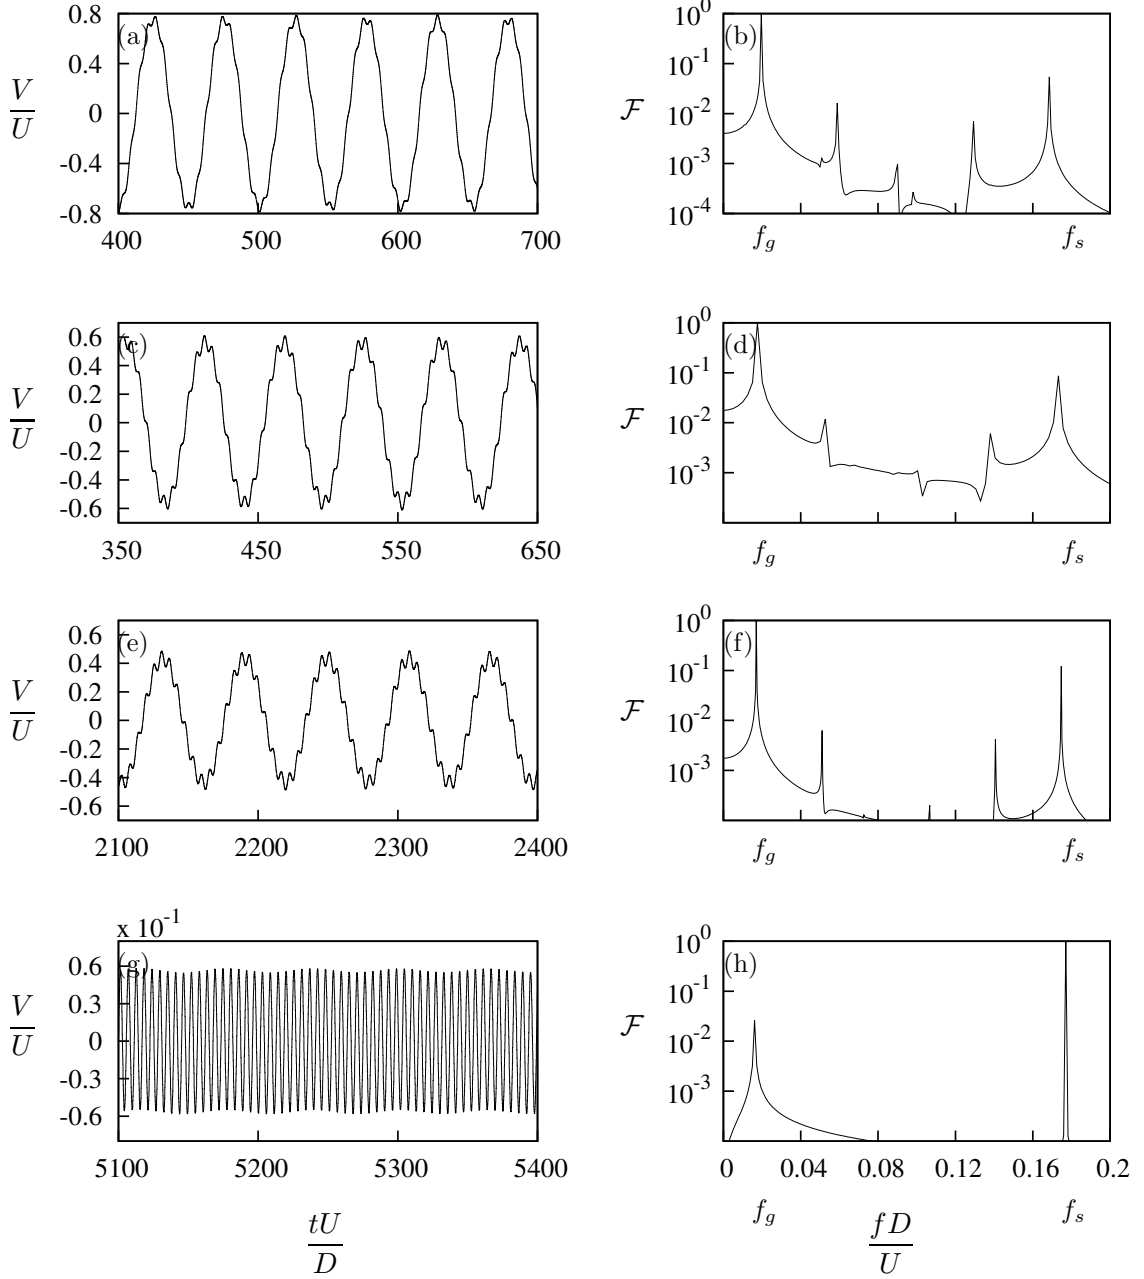 (a)
V/U
0.8
0.4
0
-0.4
-0.8
400 500 600 700
(b)
F
10^0
10^-1
10^-2
10^-3
10^-4
f_g f_s
(c)
V/U
0.6
0.4
0.2
0
-0.2
-0.4
-0.6
350 450 550 650
(d)
F
10^0
10^-1
10^-2
10^-3
f_g f_s
(e)
V/U
0.6
0.4
0.2
0
-0.2
-0.4
-0.6
2100 2200 2300 2400
(f)
F
10^0
10^-1
10^-2
10^-3
f_g f_s
x 10^-1
(g)
V/U
0.6
0.3
0
-0.3
-0.6
5100 5200 5300 5400
tU/D
(h)
F
10^0
10^-1
10^-2
10^-3
0 0.04 0.08 0.12 0.16 0.2
f_g f_s
fD/U